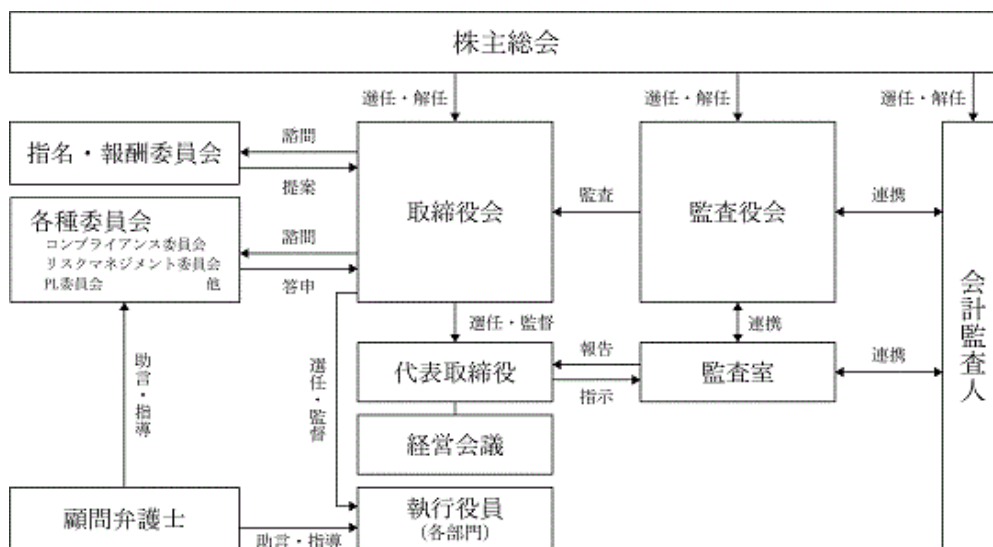 株主総会
選任・解任
選任・解任
選任・解任
指名・報酬委員会
諮問
提案
取締役会
監査
監査役会
連携
各種委員会
コンプライアンス委員会
リスクマネジメント委員会
PL委員会 他
諮問
答申
会計監査人
選任・監督
連携
助言・指導
選任・監督
代表取締役
報告
指示
監査室
連携
経営会議
顧問弁護士
助言・指導
執行役員
(各部門)